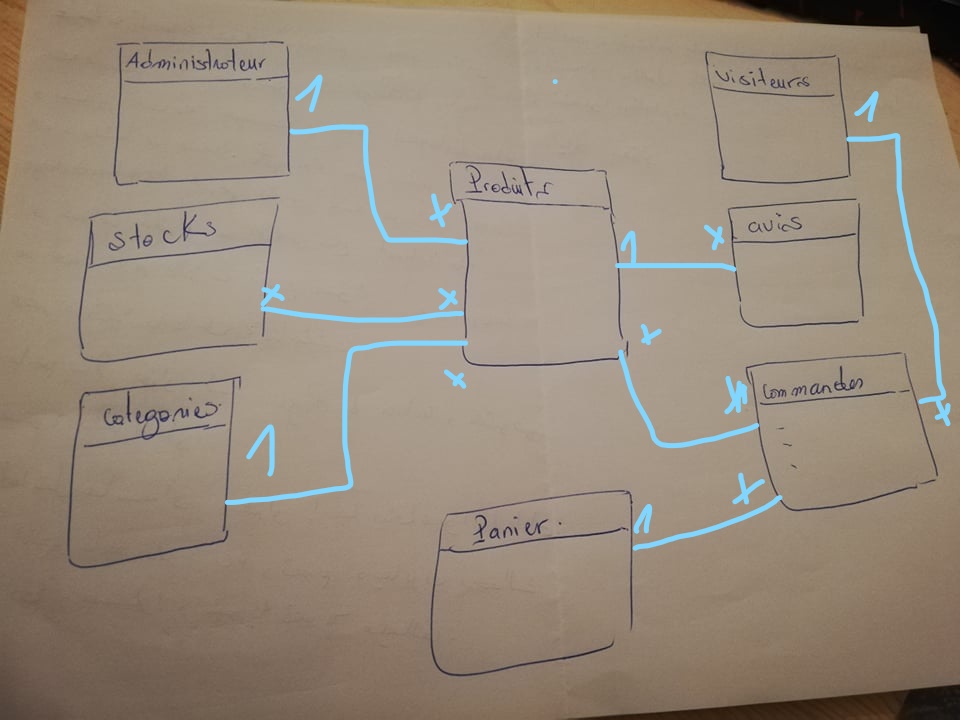 Administrateur
1
visiteurs
1
Produits
x
stocks
x
x
1
x
avis
x
x
categories
1
commandes
x
x
x
Panier.
1